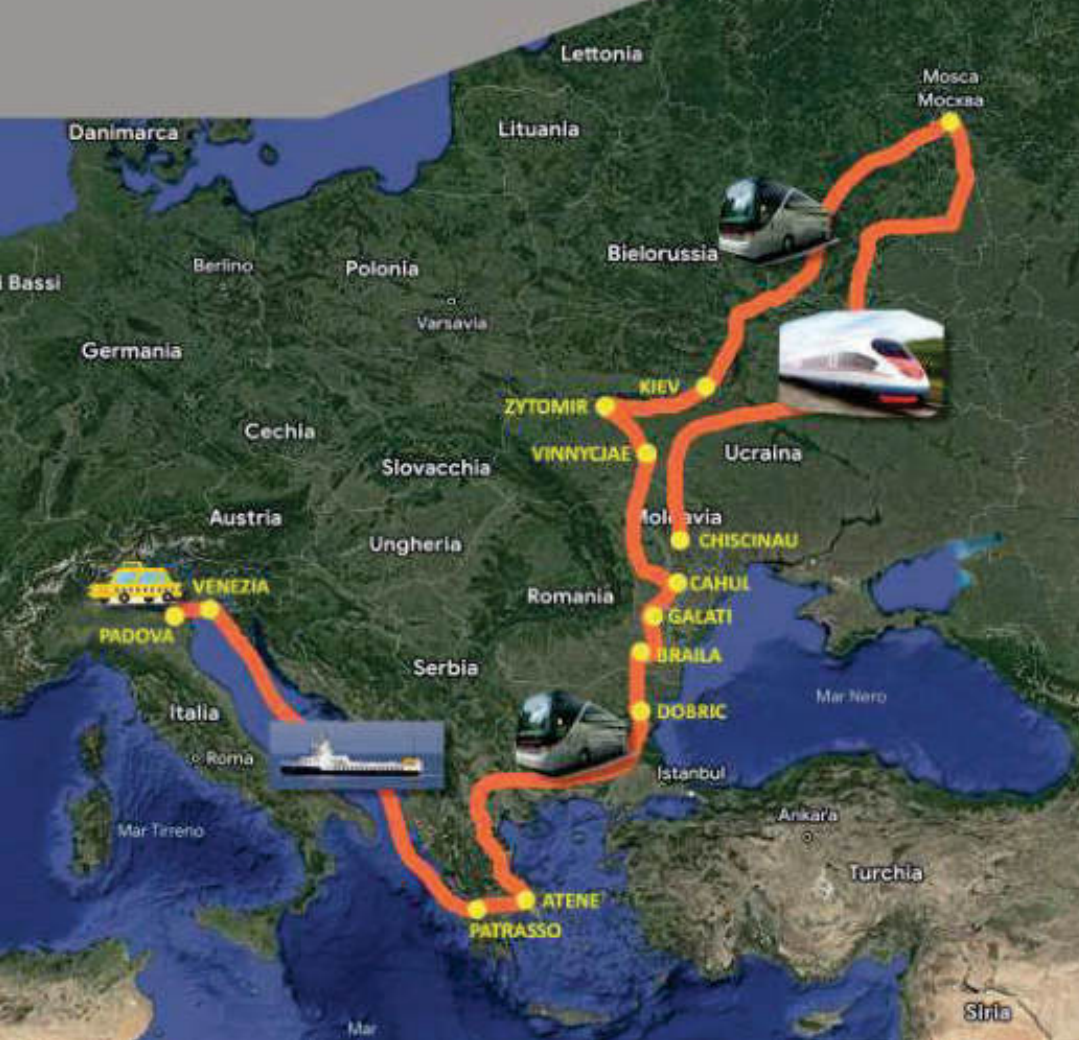 Lettonia
Mosca
Москва
Danimarca
Lituania
Bielorussia
Berlino
Polonia
i Bassi
Varsavia
Germania
KIEV
ZYTOMIR
Cechia
VINNYCJAE
Ucraina
Slovacchia
Austria
Ungheria
CHISCINAU
VENEZIA
CAHUL
Romania
GALATI
PADOVA
BRAILA
Serbia
Mar Nero
Italia
DOBRIC
Roma
Istanbul
Ankara
Mar Tirreno
Turchia
ATENE
PATRASSO
Siria
Mar